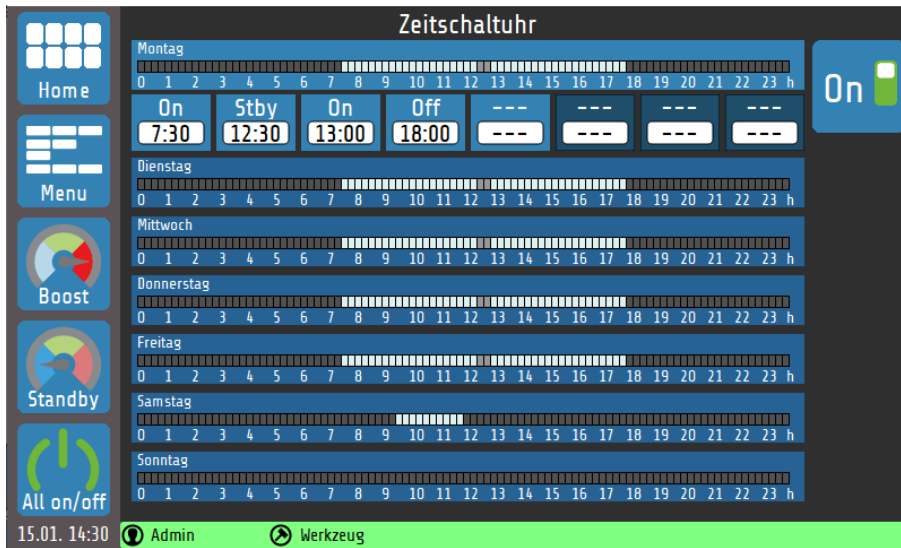 Zeitschaltuhr
Home
Menu
Boost
Standby
All on/off
15.01. 14:30
Montag
0 1 2 3 4 5 6 7 8 9 10 11 12 13 14 15 16 17 18 19 20 21 22 23 h
On Stby On Off --- --- --- ---
7:30 12:30 13:00 18:00 --- --- --- ---
Dienstag
0 1 2 3 4 5 6 7 8 9 10 11 12 13 14 15 16 17 18 19 20 21 22 23 h
Mittwoch
0 1 2 3 4 5 6 7 8 9 10 11 12 13 14 15 16 17 18 19 20 21 22 23 h
Donnerstag
0 1 2 3 4 5 6 7 8 9 10 11 12 13 14 15 16 17 18 19 20 21 22 23 h
Freitag
0 1 2 3 4 5 6 7 8 9 10 11 12 13 14 15 16 17 18 19 20 21 22 23 h
Samstag
0 1 2 3 4 5 6 7 8 9 10 11 12 13 14 15 16 17 18 19 20 21 22 23 h
Sonntag
0 1 2 3 4 5 6 7 8 9 10 11 12 13 14 15 16 17 18 19 20 21 22 23 h
On
Admin Werkzeug